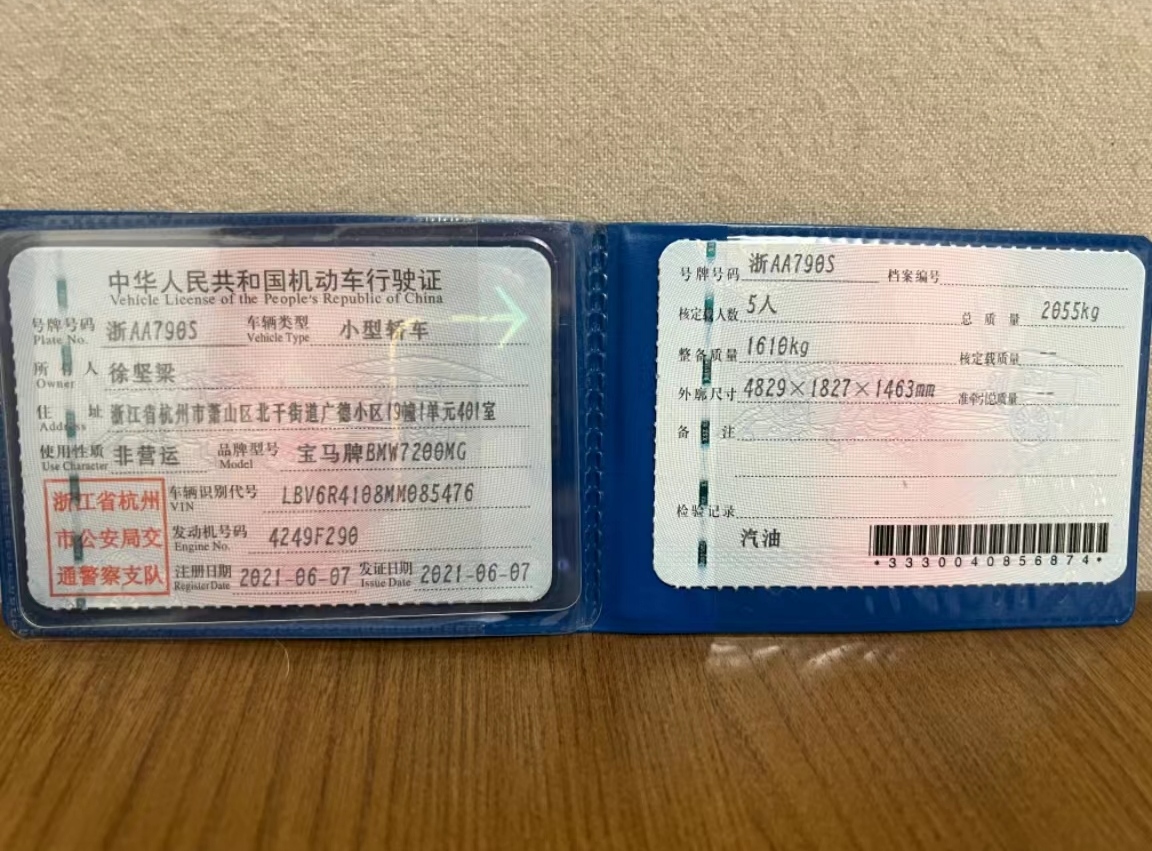 中华人民共和国机动车行驶证
Vehicle License of the People's Republic of China
号牌号码 浙AA790S 车辆类型 小型轿车
Plate No. Vehicle Type
所有人 徐坚梁
Owner
住址 浙江省杭州市萧山区北干街道广德小区19幢1单元401室
Address
使用性质 非营运 品牌型号 宝马牌BMW7200MG
Use Character Model
浙江省杭州
市公安局交
通警察支队
车辆识别代号 LBV6R4108MM085476
VIN
发动机号码 4249F290
Engine No.
注册日期 2021-06-07 发证日期 2021-06-07
Register Date Issue Date
号牌号码 浙AA790S 档案编号
核定载人数 5人 总质量 2055kg
整备质量 1610kg 核定载质量 --
外廓尺寸 4829×1827×1463mm 准牵引总质量 --
备注
检验记录
汽油
*3330040856874*